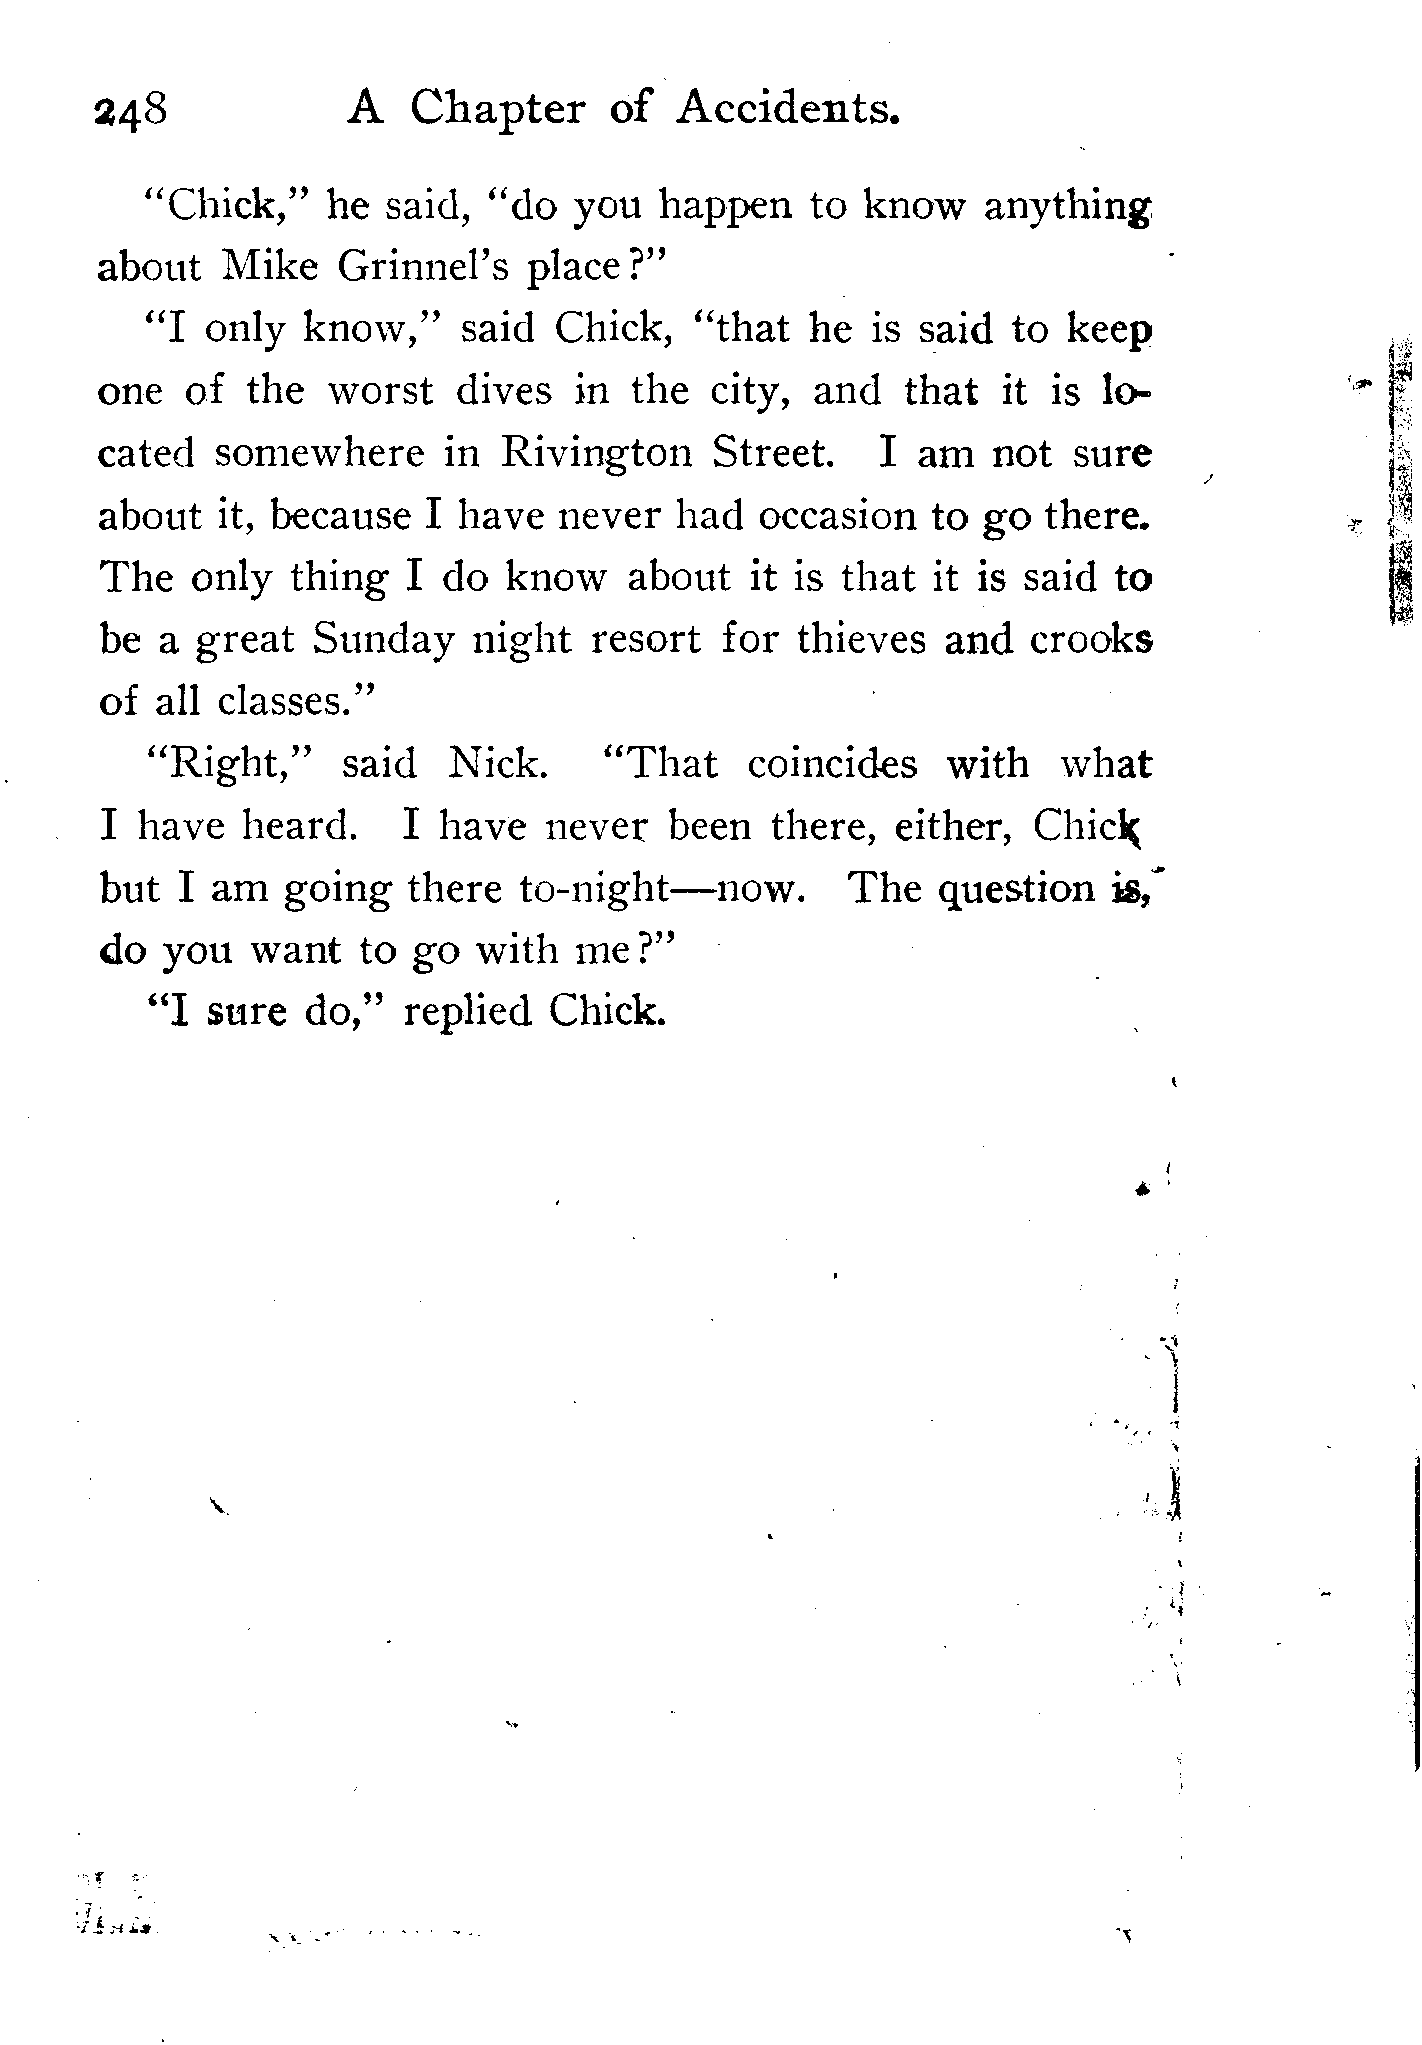 248 A Chapter of Accidents.
"Chick," he said, "do you happen to know anything
about Mike Grinnel's place?"
"I only know," said Chick, "that he is said to keep
one of the worst dives in the city, and that it is lo-
cated somewhere in Rivington Street. I am not sure
about it, because I have never had occasion to go there.
The only thing I do know about it is that it is said to
be a great Sunday night resort for thieves and crooks
of all classes."
"Right," said Nick. "That coincides with what
I have heard. I have never been there, either, Chick
but I am going there to-night—now. The question is,
do you want to go with me?"
"I sure do," replied Chick.